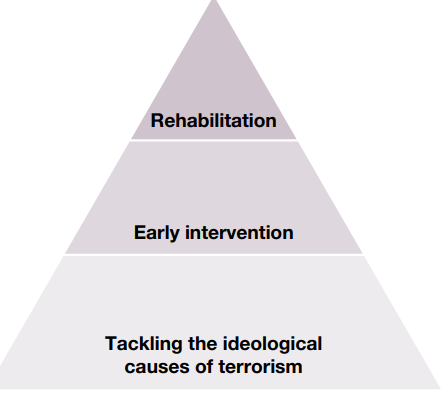 Rehabilitation
Early intervention
Tackling the ideological
causes of terrorism